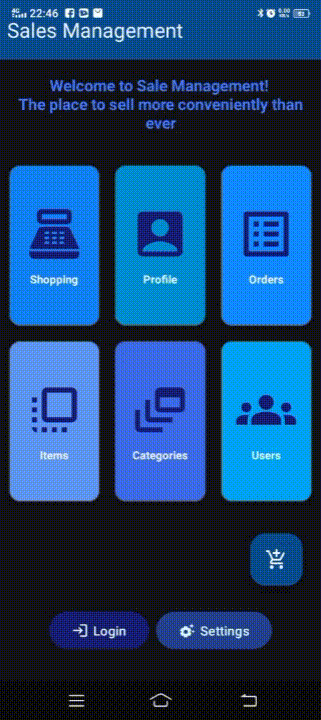 22:46
Sales Management
Welcome to Sale Management!
The place to sell more conveniently than
ever
Shopping
Profile
Orders
Items
Categories
Users
Login
Settings